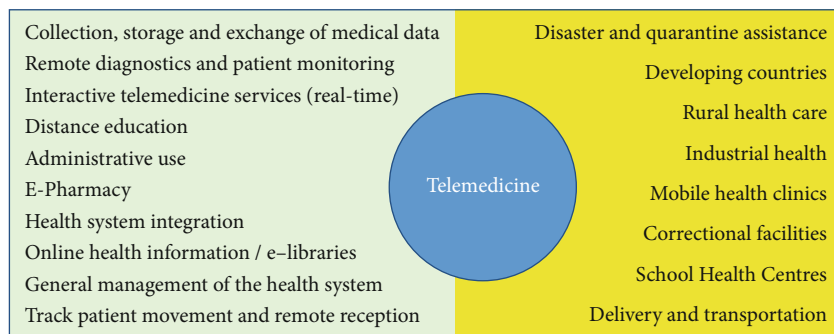 Collection, storage and exchange of medical data
Remote diagnostics and patient monitoring
Interactive telemedicine services (real-time)
Distance education
Administrative use
E-Pharmacy
Health system integration
Online health information / e–libraries
General management of the health system
Track patient movement and remote reception
Telemedicine
Disaster and quarantine assistance
Developing countries
Rural health care
Industrial health
Mobile health clinics
Correctional facilities
School Health Centres
Delivery and transportation